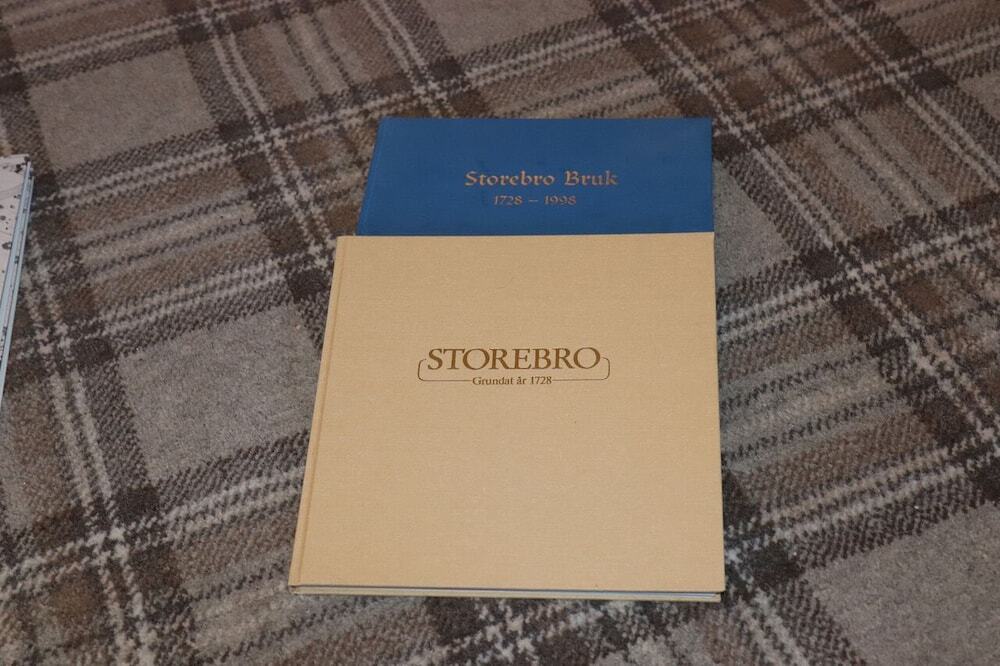 Storebro Bruk
1728 – 1998
STOREBRO
Grundat år 1728